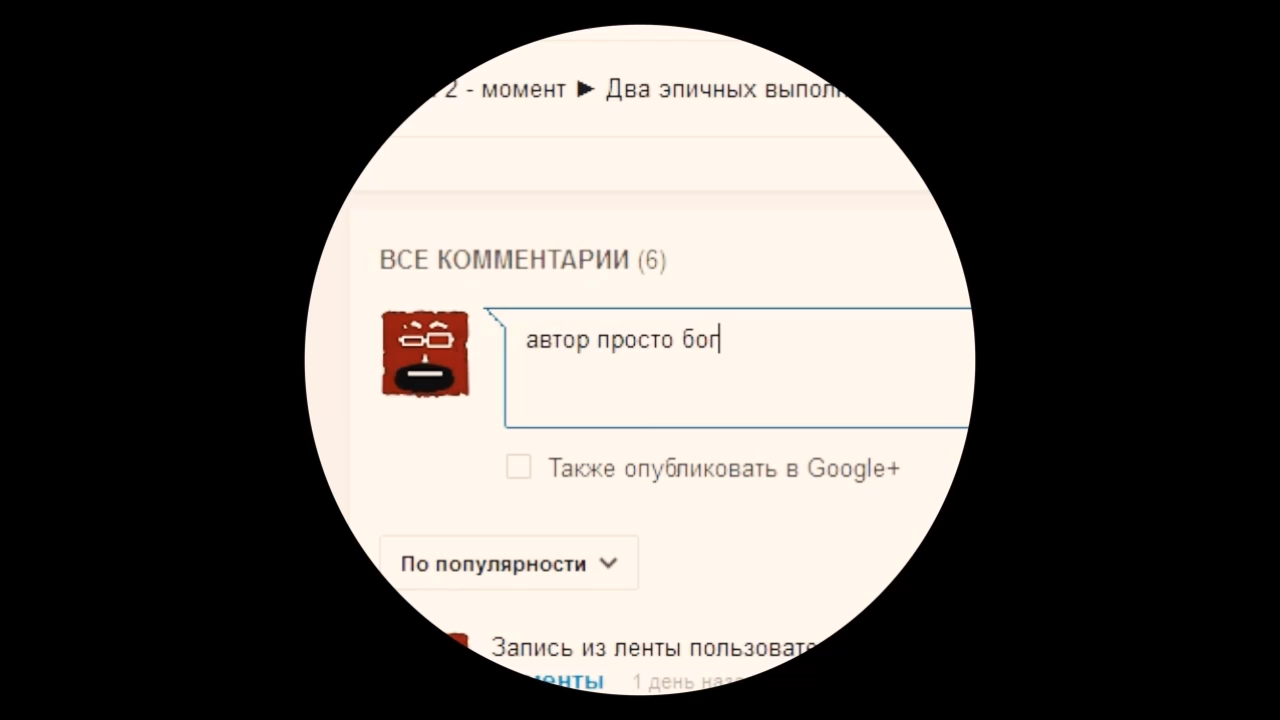 2 - момент ► Два эпичных
ВСЕ КОММЕНТАРИИ (6)
автор просто бог
Также опубликовать в Google+
По популярности
Запись из ленты
1 день